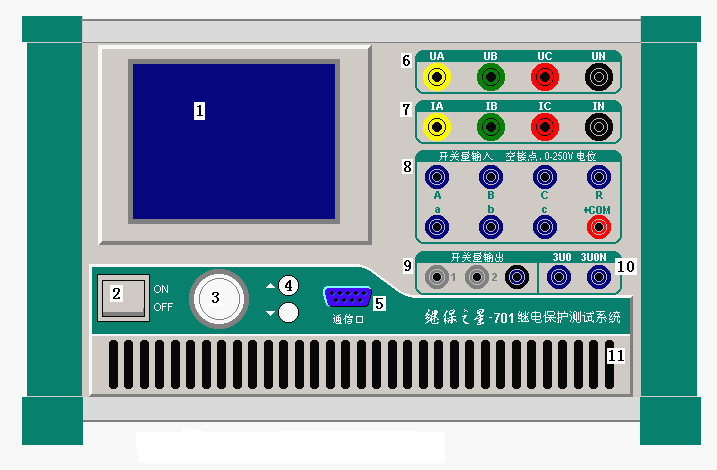 1
6
UA UB UC UN
7
IA IB IC IN
8
开关量输入 空接点,0-250V电位
A B C R
a b c +COM
9
开关量输出
1 2
3U0 3U0N
10
2
ON
OFF
3
4
通信口
5
继保之星-701继电保护测试系统
11